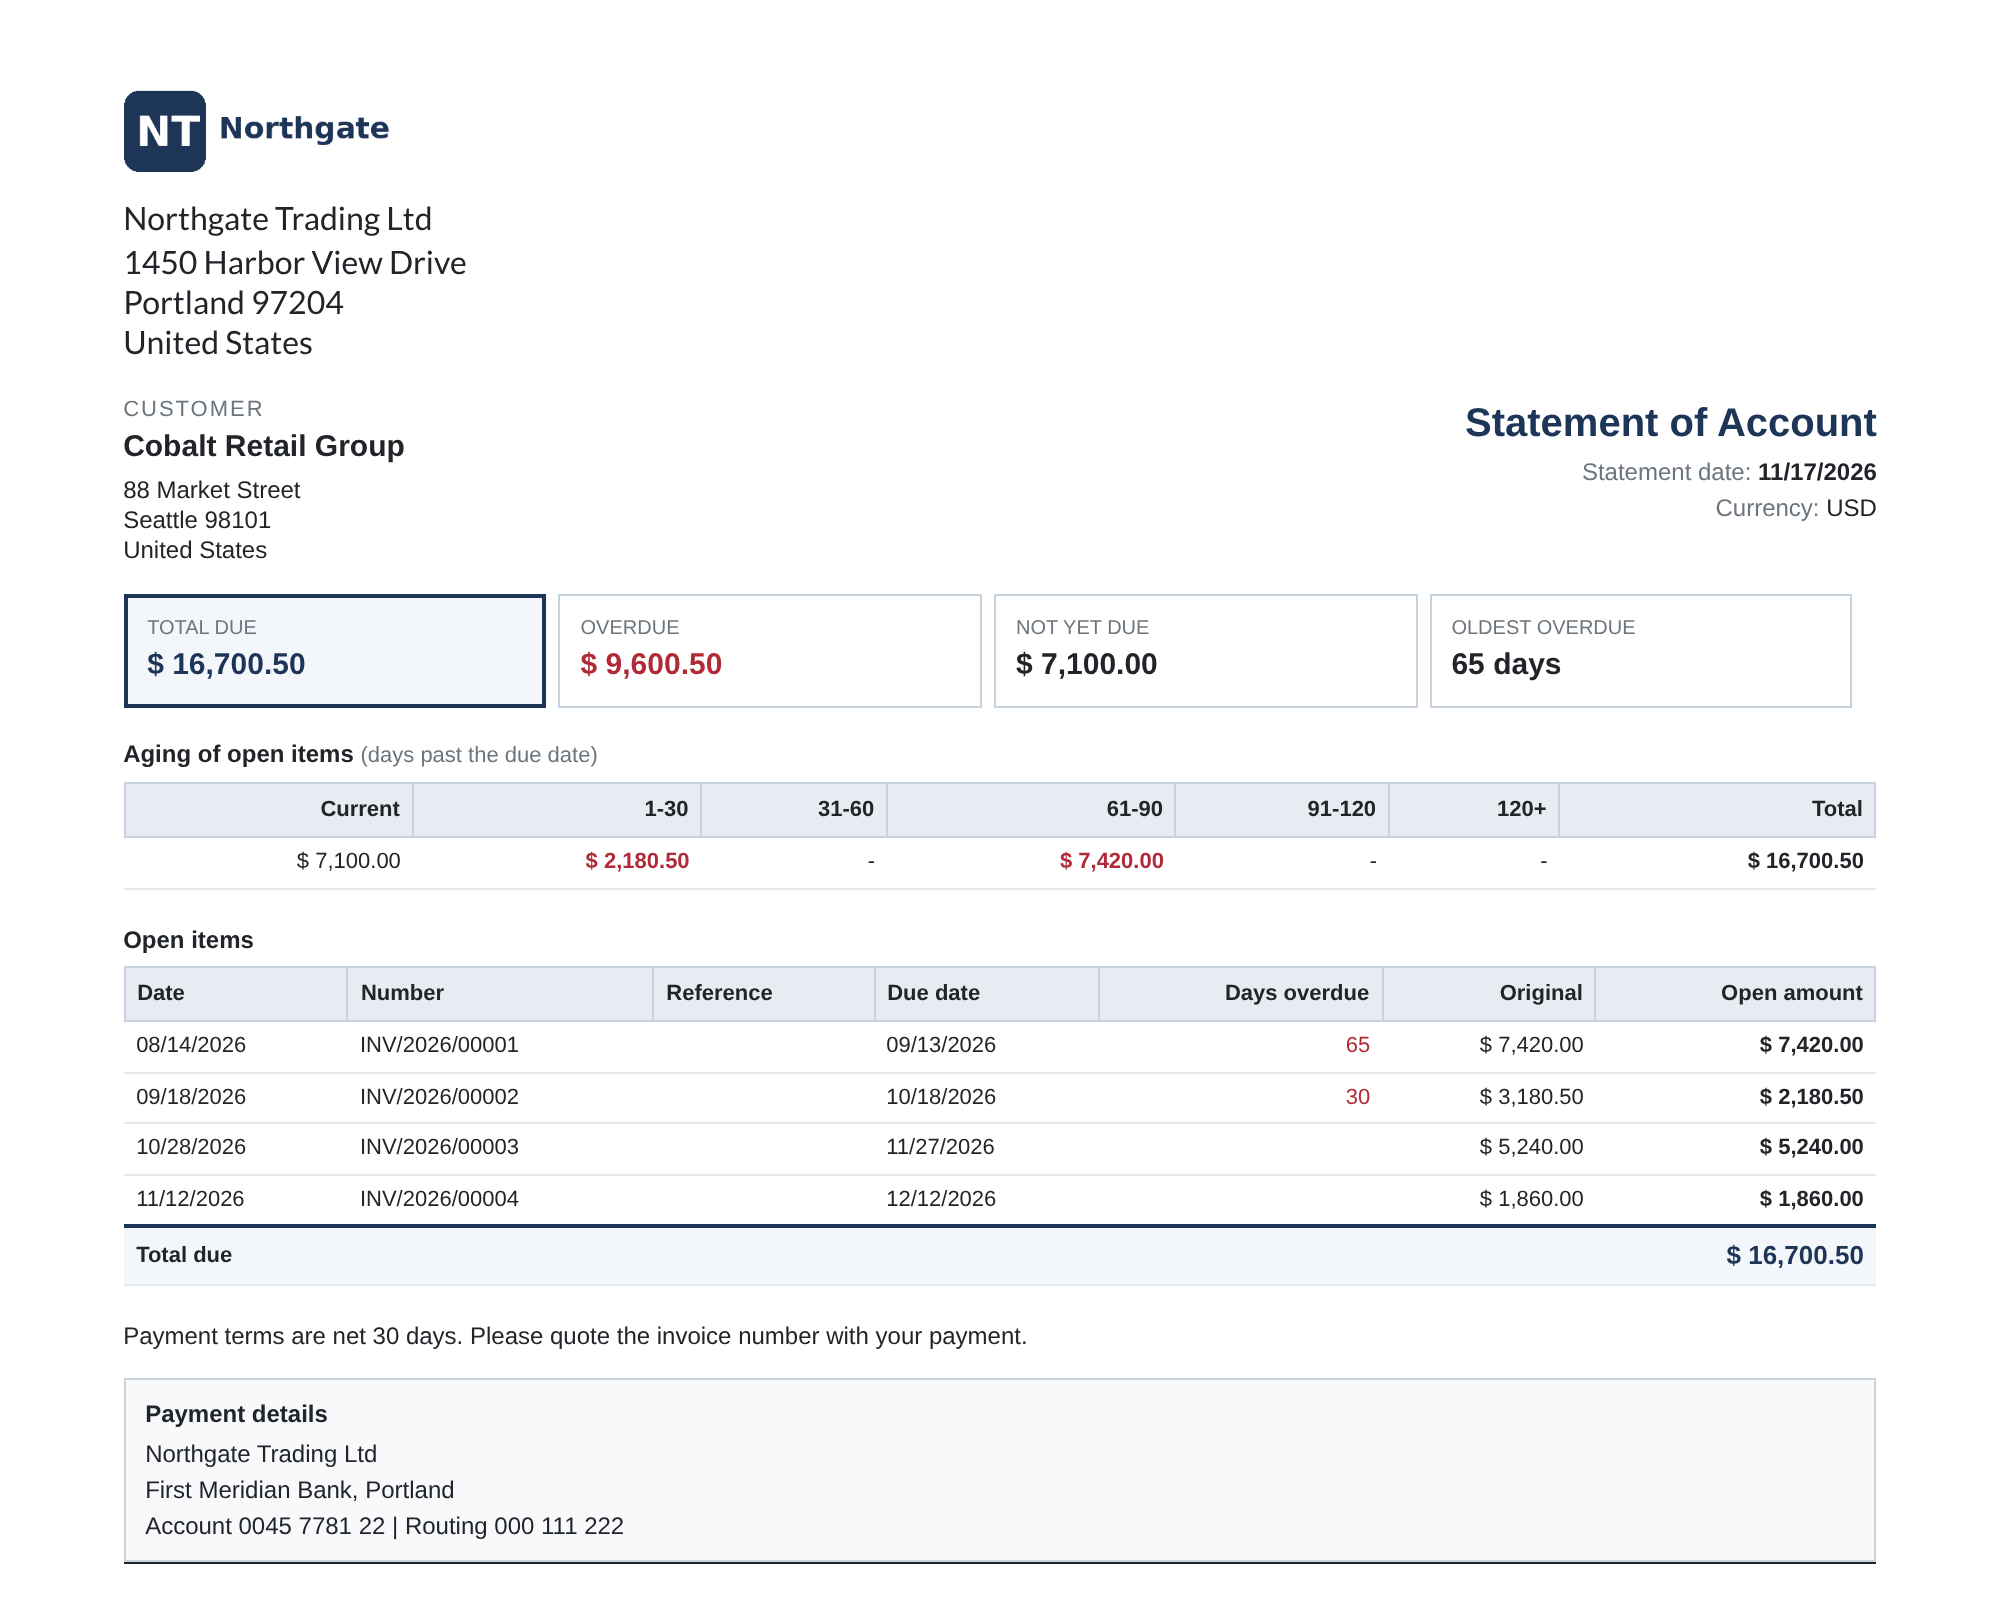 NT Northgate
Northgate Trading Ltd
1450 Harbor View Drive
Portland 97204
United States
CUSTOMER
Cobalt Retail Group
88 Market Street
Seattle 98101
United States
Statement of Account
Statement date: 11/17/2026
Currency: USD
TOTAL DUE
$ 16,700.50
OVERDUE
$ 9,600.50
NOT YET DUE
$ 7,100.00
OLDEST OVERDUE
65 days
Aging of open items (days past the due date)
Current 1-30 31-60 61-90 91-120 120+ Total
$ 7,100.00 $ 2,180.50 - $ 7,420.00 - - $ 16,700.50
Open items
Date Number Reference Due date Days overdue Original Open amount
08/14/2026 INV/2026/00001 09/13/2026 65 $ 7,420.00 $ 7,420.00
09/18/2026 INV/2026/00002 10/18/2026 30 $ 3,180.50 $ 2,180.50
10/28/2026 INV/2026/00003 11/27/2026 $ 5,240.00 $ 5,240.00
11/12/2026 INV/2026/00004 12/12/2026 $ 1,860.00 $ 1,860.00
Total due $ 16,700.50
Payment terms are net 30 days. Please quote the invoice number with your payment.
Payment details
Northgate Trading Ltd
First Meridian Bank, Portland
Account 0045 7781 22 | Routing 000 111 222